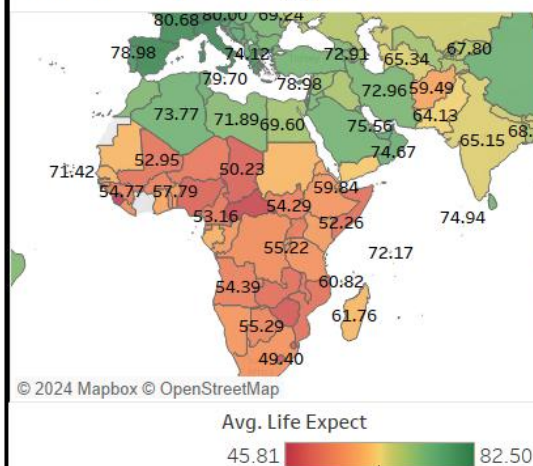 80.68 80.00 69.24
78.98 74.12 72.91 67.80
65.34
79.70 78.98 72.96 59.49
73.77 71.89 69.60 75.56 64.13
65.15 68.
52.95 50.23 74.67
71.42
54.77 57.79 59.84
53.16 54.29 52.26 74.94
55.22 72.17
54.39 60.82
61.76
55.29
49.40
© 2024 Mapbox © OpenStreetMap
Avg. Life Expect
45.81 82.50